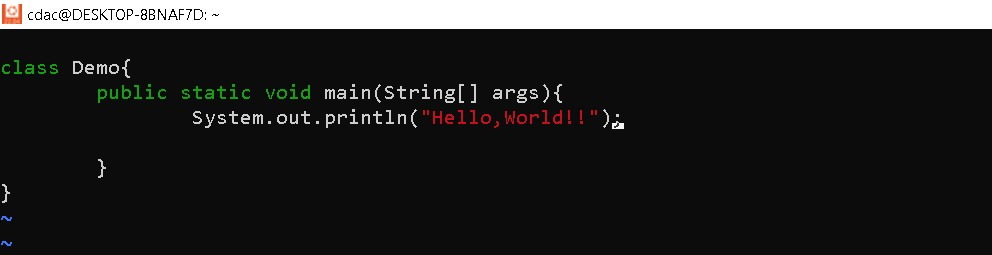 cdac@DESKTOP-8BNAF7D: ~
class Demo{
        public static void main(String[] args){
                System.out.println("Hello,World!!");
        }
}
~
~